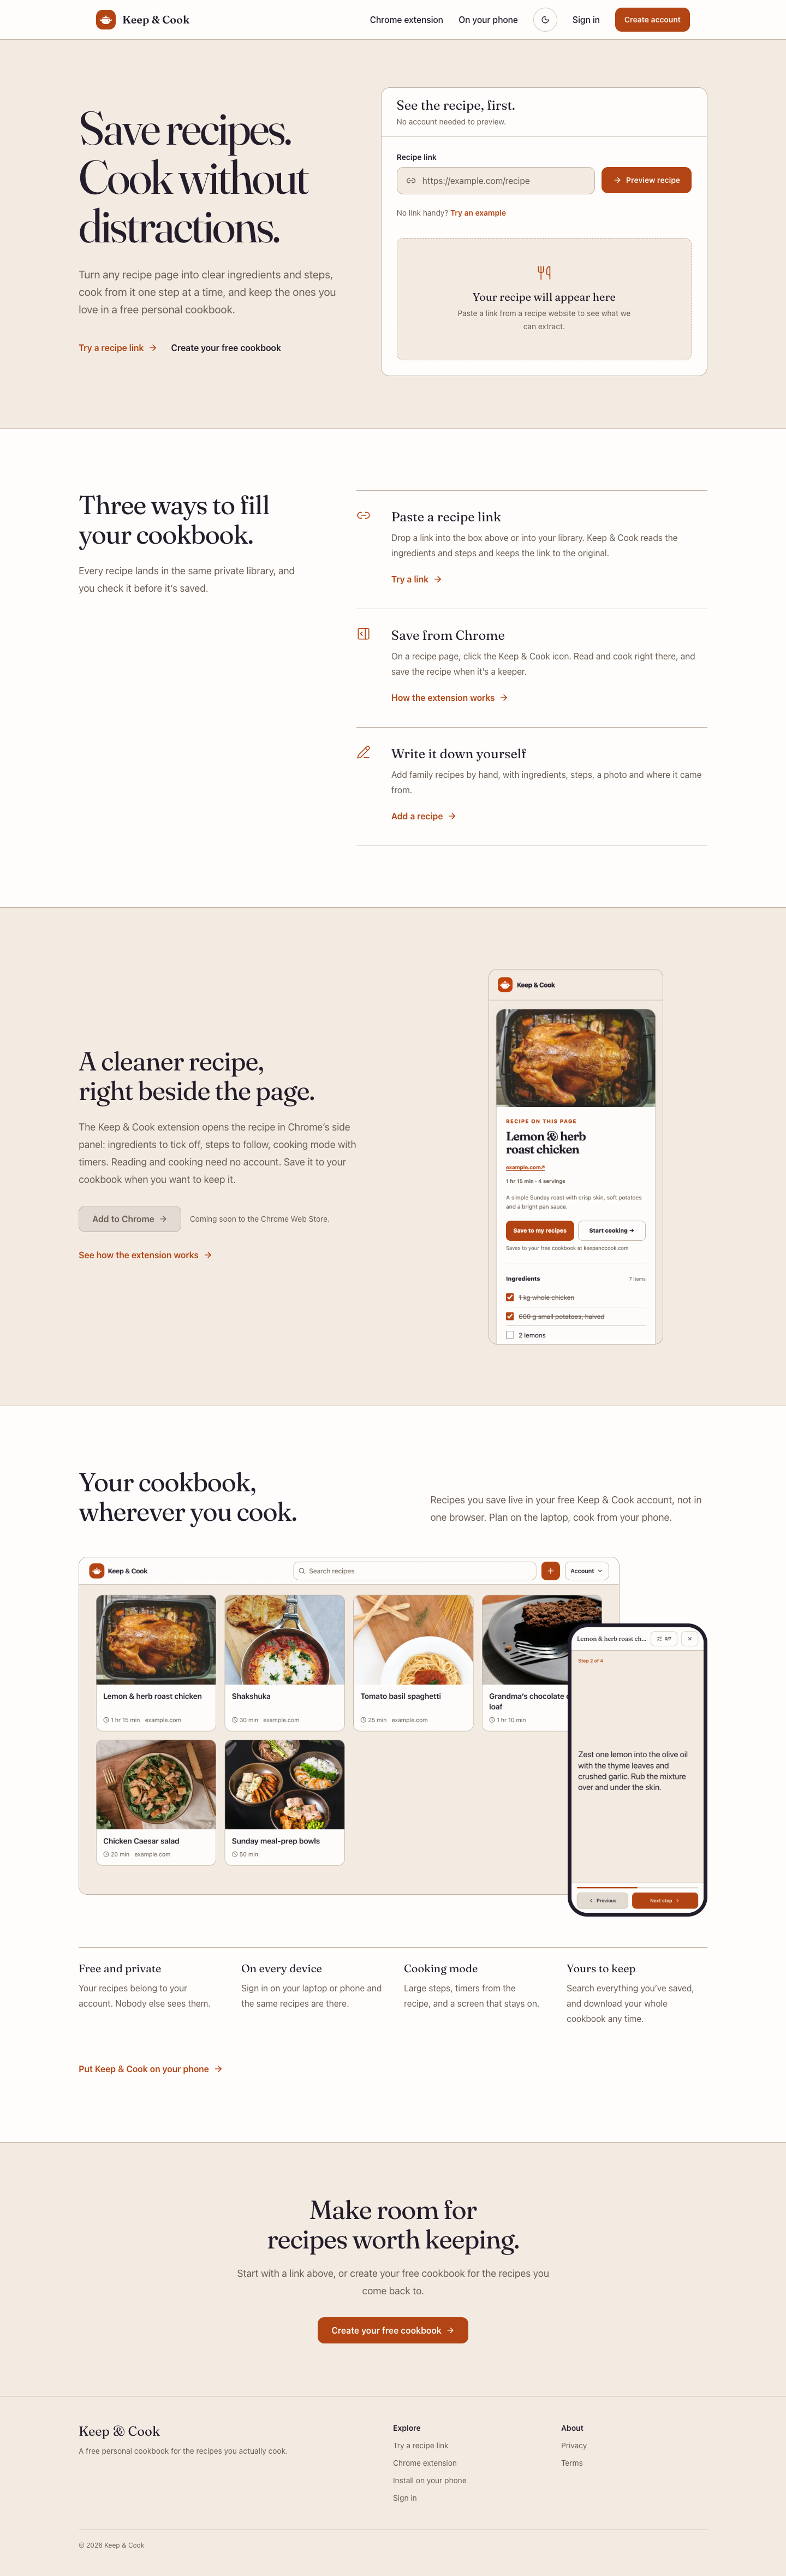 Keep & Cook
Chrome extension
On your phone
Sign in
Create account
Save recipes.
Cook without
distractions.
Turn any recipe page into clear ingredients and steps,
cook from it one step at a time, and keep the ones you
love in a free personal cookbook.
Try a recipe link →
Create your free cookbook
See the recipe, first.
No account needed to preview.
Recipe link
https://example.com/recipe
→ Preview recipe
No link handy? Try an example
Your recipe will appear here
Paste a link from a recipe website to see what we
can extract.
Three ways to fill
your cookbook.
Every recipe lands in the same private library, and
you check it before it's saved.
Paste a recipe link
Drop a link into the box above or into your library. Keep & Cook reads the
ingredients and steps and keeps the link to the original.
Try a link →
Save from Chrome
On a recipe page, click the Keep & Cook icon. Read and cook right there, and
save the recipe when it's a keeper.
How the extension works →
Write it down yourself
Add family recipes by hand, with ingredients, steps, a photo and where it came
from.
Add a recipe →
A cleaner recipe,
right beside the page.
The Keep & Cook extension opens the recipe in Chrome's side
panel: ingredients to tick off, steps to follow, cooking mode with
timers. Reading and cooking need no account. Save it to your
cookbook when you want to keep it.
Add to Chrome →
Coming soon to the Chrome Web Store.
See how the extension works →
Keep & Cook
RECIPE ON THIS PAGE
Lemon & herb
roast chicken
example.com↗
1 hr 15 min · 4 servings
A simple Sunday roast with crisp skin, soft potatoes
and a bright pan sauce.
Save to my recipes
Start cooking →
Saves to your free cookbook at keepandcook.com
Ingredients
7 items
1 kg whole chicken
600 g small potatoes, halved
2 lemons
Your cookbook,
wherever you cook.
Recipes you save live in your free Keep & Cook account, not in
one browser. Plan on the laptop, cook from your phone.
Keep & Cook
Search recipes
+
Account
Lemon & herb roast chicken
1 hr 15 min example.com
Shakshuka
30 min example.com
Tomato basil spaghetti
25 min example.com
Grandma's chocolate
loaf
1 hr 10 min
Chicken Caesar salad
20 min example.com
Sunday meal-prep bowls
50 min
Lemon & herb roast ch...
0/7
Step 2 of 4
Zest one lemon into the olive oil
with the thyme leaves and
crushed garlic. Rub the mixture
over and under the skin.
Previous
Next step
Free and private
Your recipes belong to your
account. Nobody else sees them.
On every device
Sign in on your laptop or phone and
the same recipes are there.
Cooking mode
Large steps, timers from the
recipe, and a screen that stays on.
Yours to keep
Search everything you've saved,
and download your whole
cookbook any time.
Put Keep & Cook on your phone →
Make room for
recipes worth keeping.
Start with a link above, or create your free cookbook for the recipes you
come back to.
Create your free cookbook →
Keep & Cook
A free personal cookbook for the recipes you actually cook.
Explore
Try a recipe link
Chrome extension
Install on your phone
Sign in
About
Privacy
Terms
© 2026 Keep & Cook